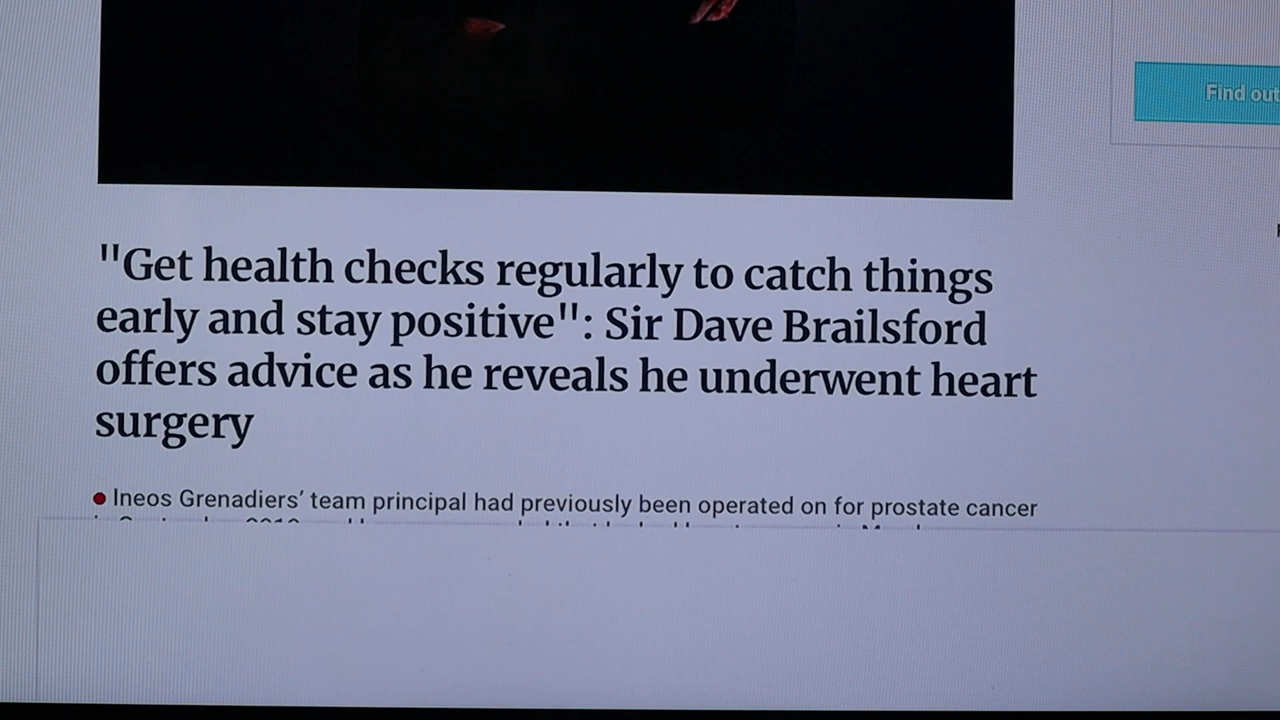 Find out
"Get health checks regularly to catch things
early and stay positive": Sir Dave Brailsford
offers advice as he reveals he underwent heart
surgery
Ineos Grenadiers’ team principal had previously been operated on for prostate cancer